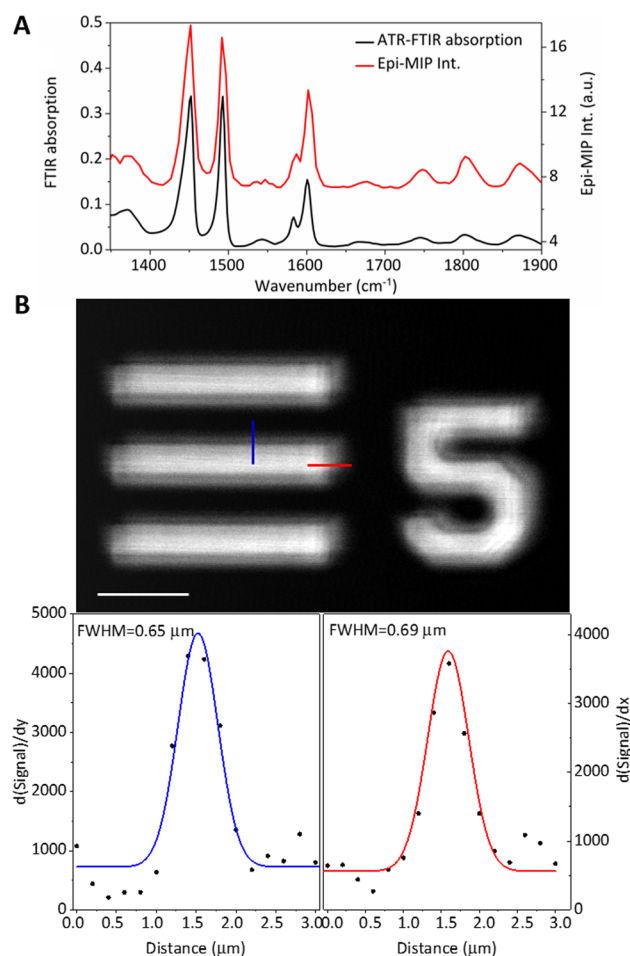 A
0.5
0.4
0.3
0.2
0.1
0.0
FTIR absorption
ATR-FTIR absorption
Epi-MIP Int.
16
12
8
4
Epi-MIP Int. (a.u.)
1400 1500 1600 1700 1800 1900
Wavenumber (cm⁻¹)
B
5
5000
4000
3000
2000
1000
0
d(Signal)/dy
FWHM=0.65 μm
0.0 0.5 1.0 1.5 2.0 2.5 3.0
Distance (μm)
FWHM=0.69 μm
4000
3000
2000
1000
0
d(Signal)/dx
0.0 0.5 1.0 1.5 2.0 2.5 3.0
Distance (μm)